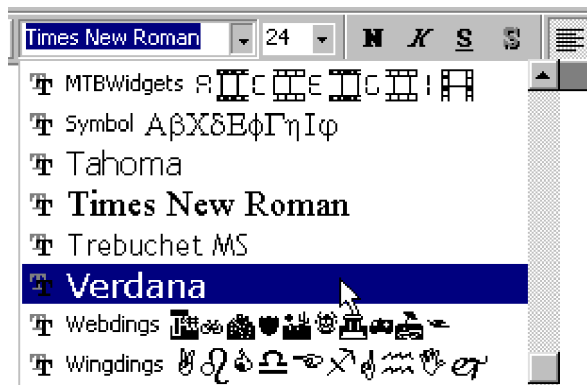 Times New Roman 24 N K S S
MTBWidgets
Symbol ΑβΧδΕφΓηΙφ
Tahoma
Times New Roman
Trebuchet MS
Verdana
Webdings
Wingdings